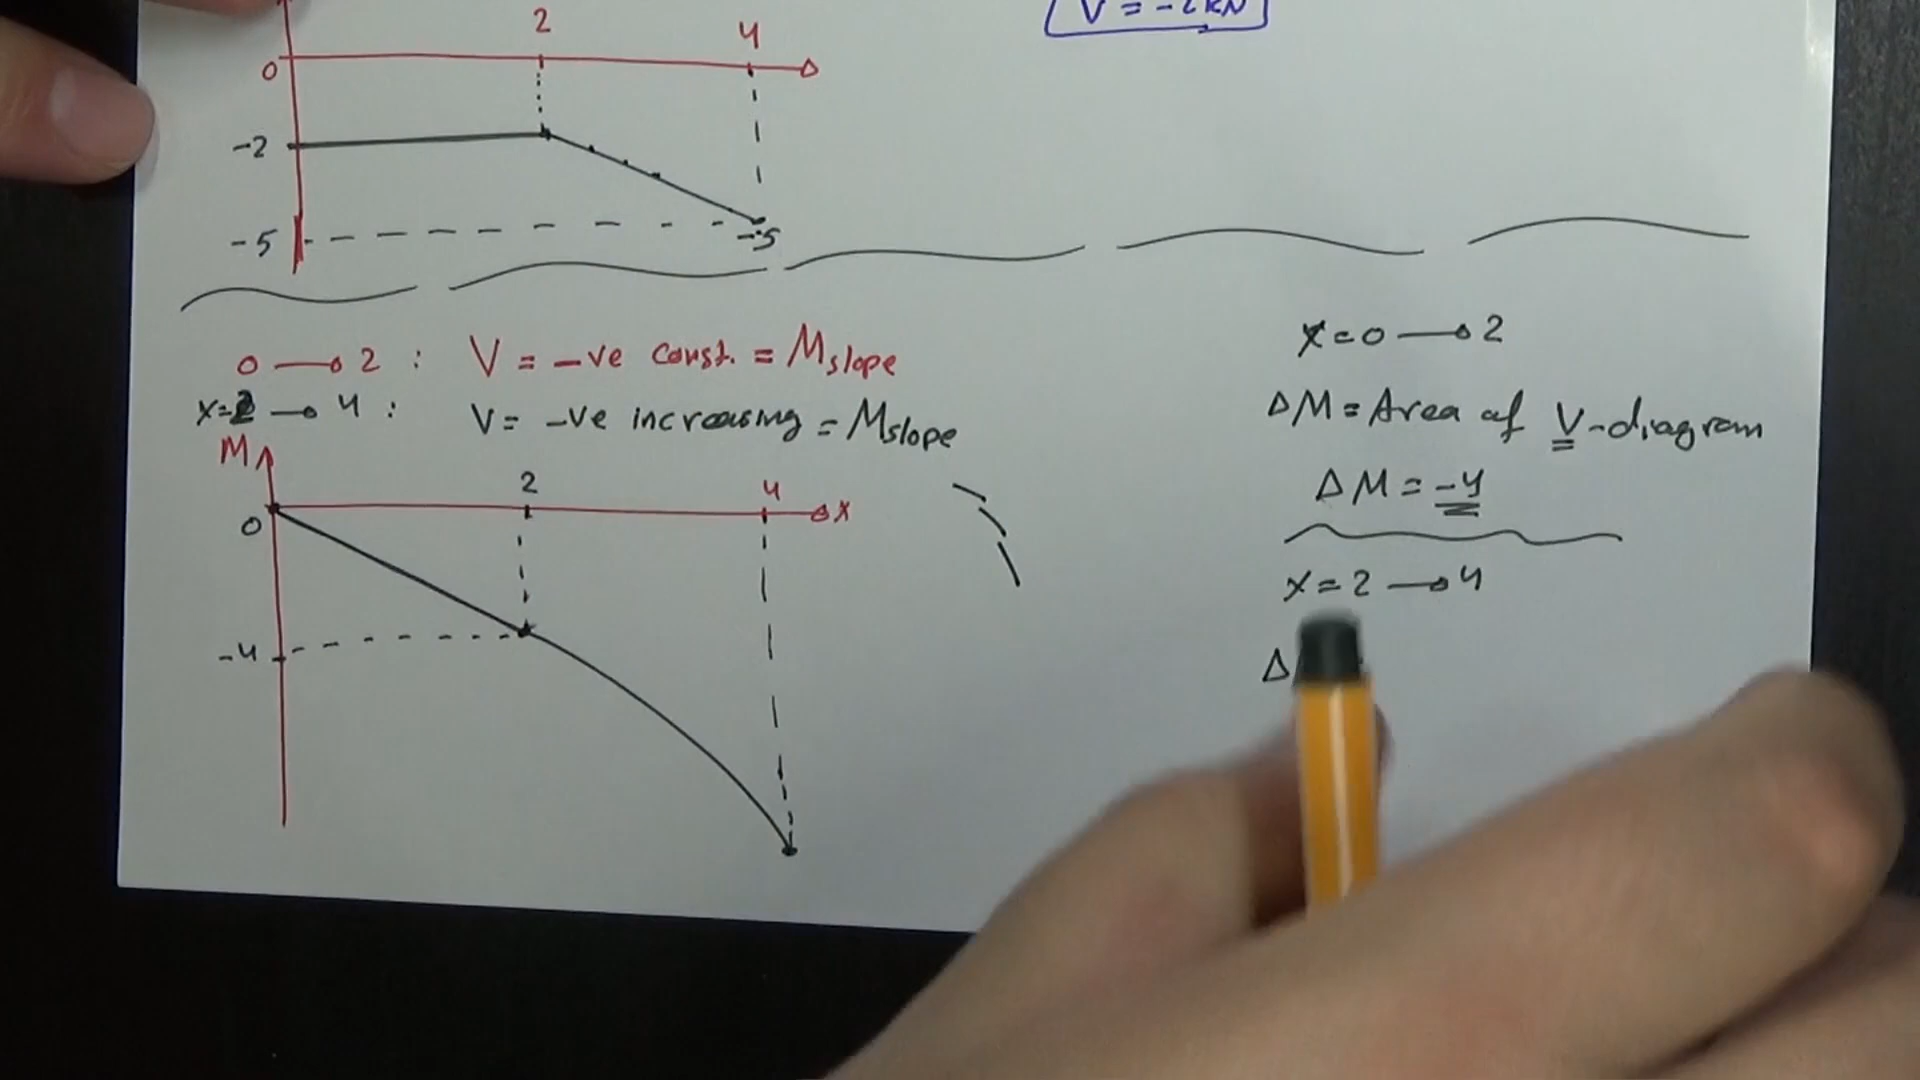 V = -2KN
2
4
0
-2
-5
-5
0 → 2 : V = -ve const. = Mslope
x=2 → 4 : V = -ve increasing = Mslope
M
2
4
x
0
-4
x=0 → 2
ΔM = Area of V-diagram
ΔM = -4
x = 2 → 4
Δ